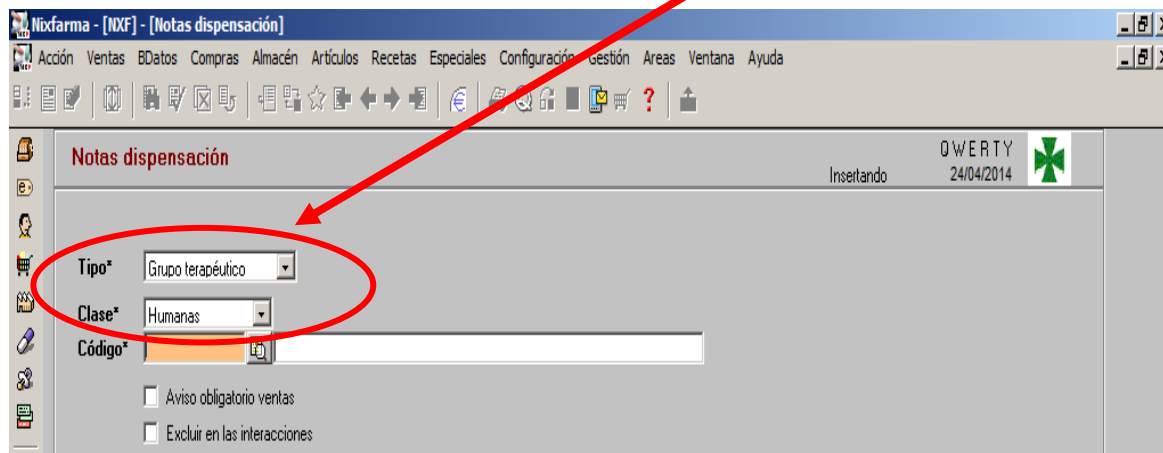 Nixfarma - [NXF] - [Notas dispensación]
Acción Ventas BDatos Compras Almacén Artículos Recetas Especiales Configuración Gestión Areas Ventana Ayuda
Notas dispensación
QWERTY
Insertando 24/04/2014
Tipo* Grupo terapéutico
Clase* Humanas
Código*
Aviso obligatorio ventas
Excluir en las interacciones